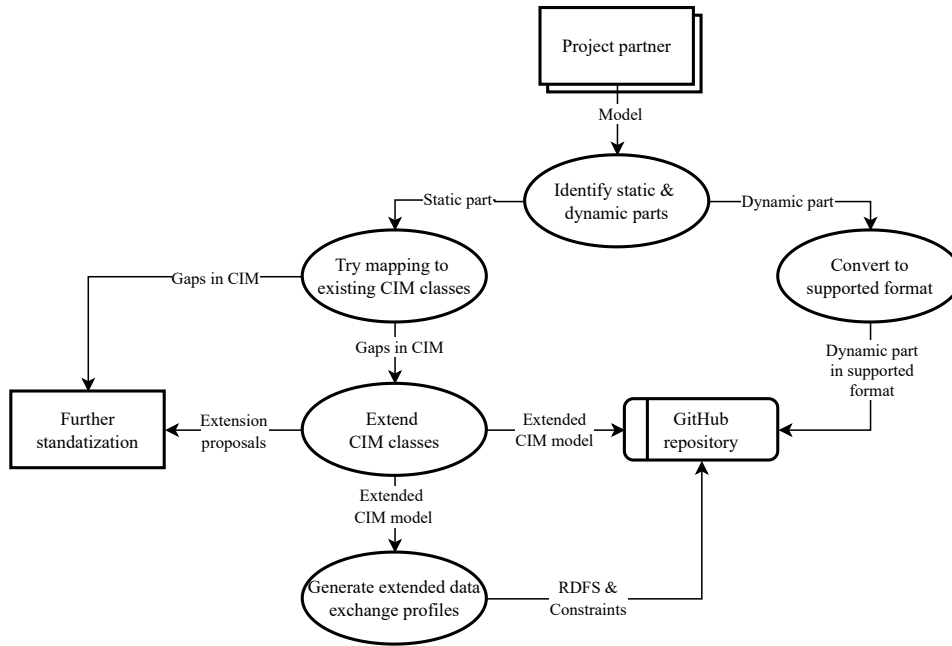 Project partner
Model
Identify static &
dynamic parts
Static part
Dynamic part
Try mapping to
existing CIM classes
Convert to
supported format
Gaps in CIM
Gaps in CIM
Dynamic part
in supported
format
Further
standatization
Extension
proposals
Extend
CIM classes
Extended
CIM model
GitHub
repository
Extended
CIM model
Generate extended data
exchange profiles
RDFS &
Constraints